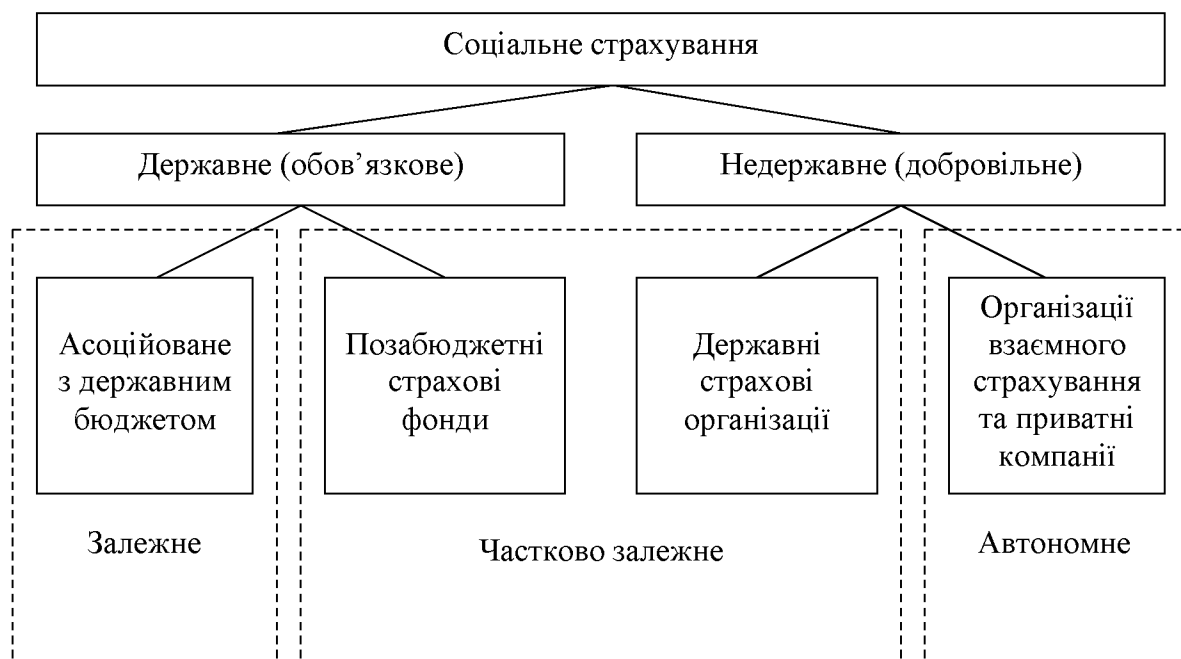 Соціальне страхування
Державне (обов’язкове)
Недержавне (добровільне)
Асоційоване
з державним
бюджетом
Позабюджетні
страхові
фонди
Державні
страхові
організації
Організації
взаємного
страхування
та приватні
компанії
Залежне
Частково залежне
Автономне